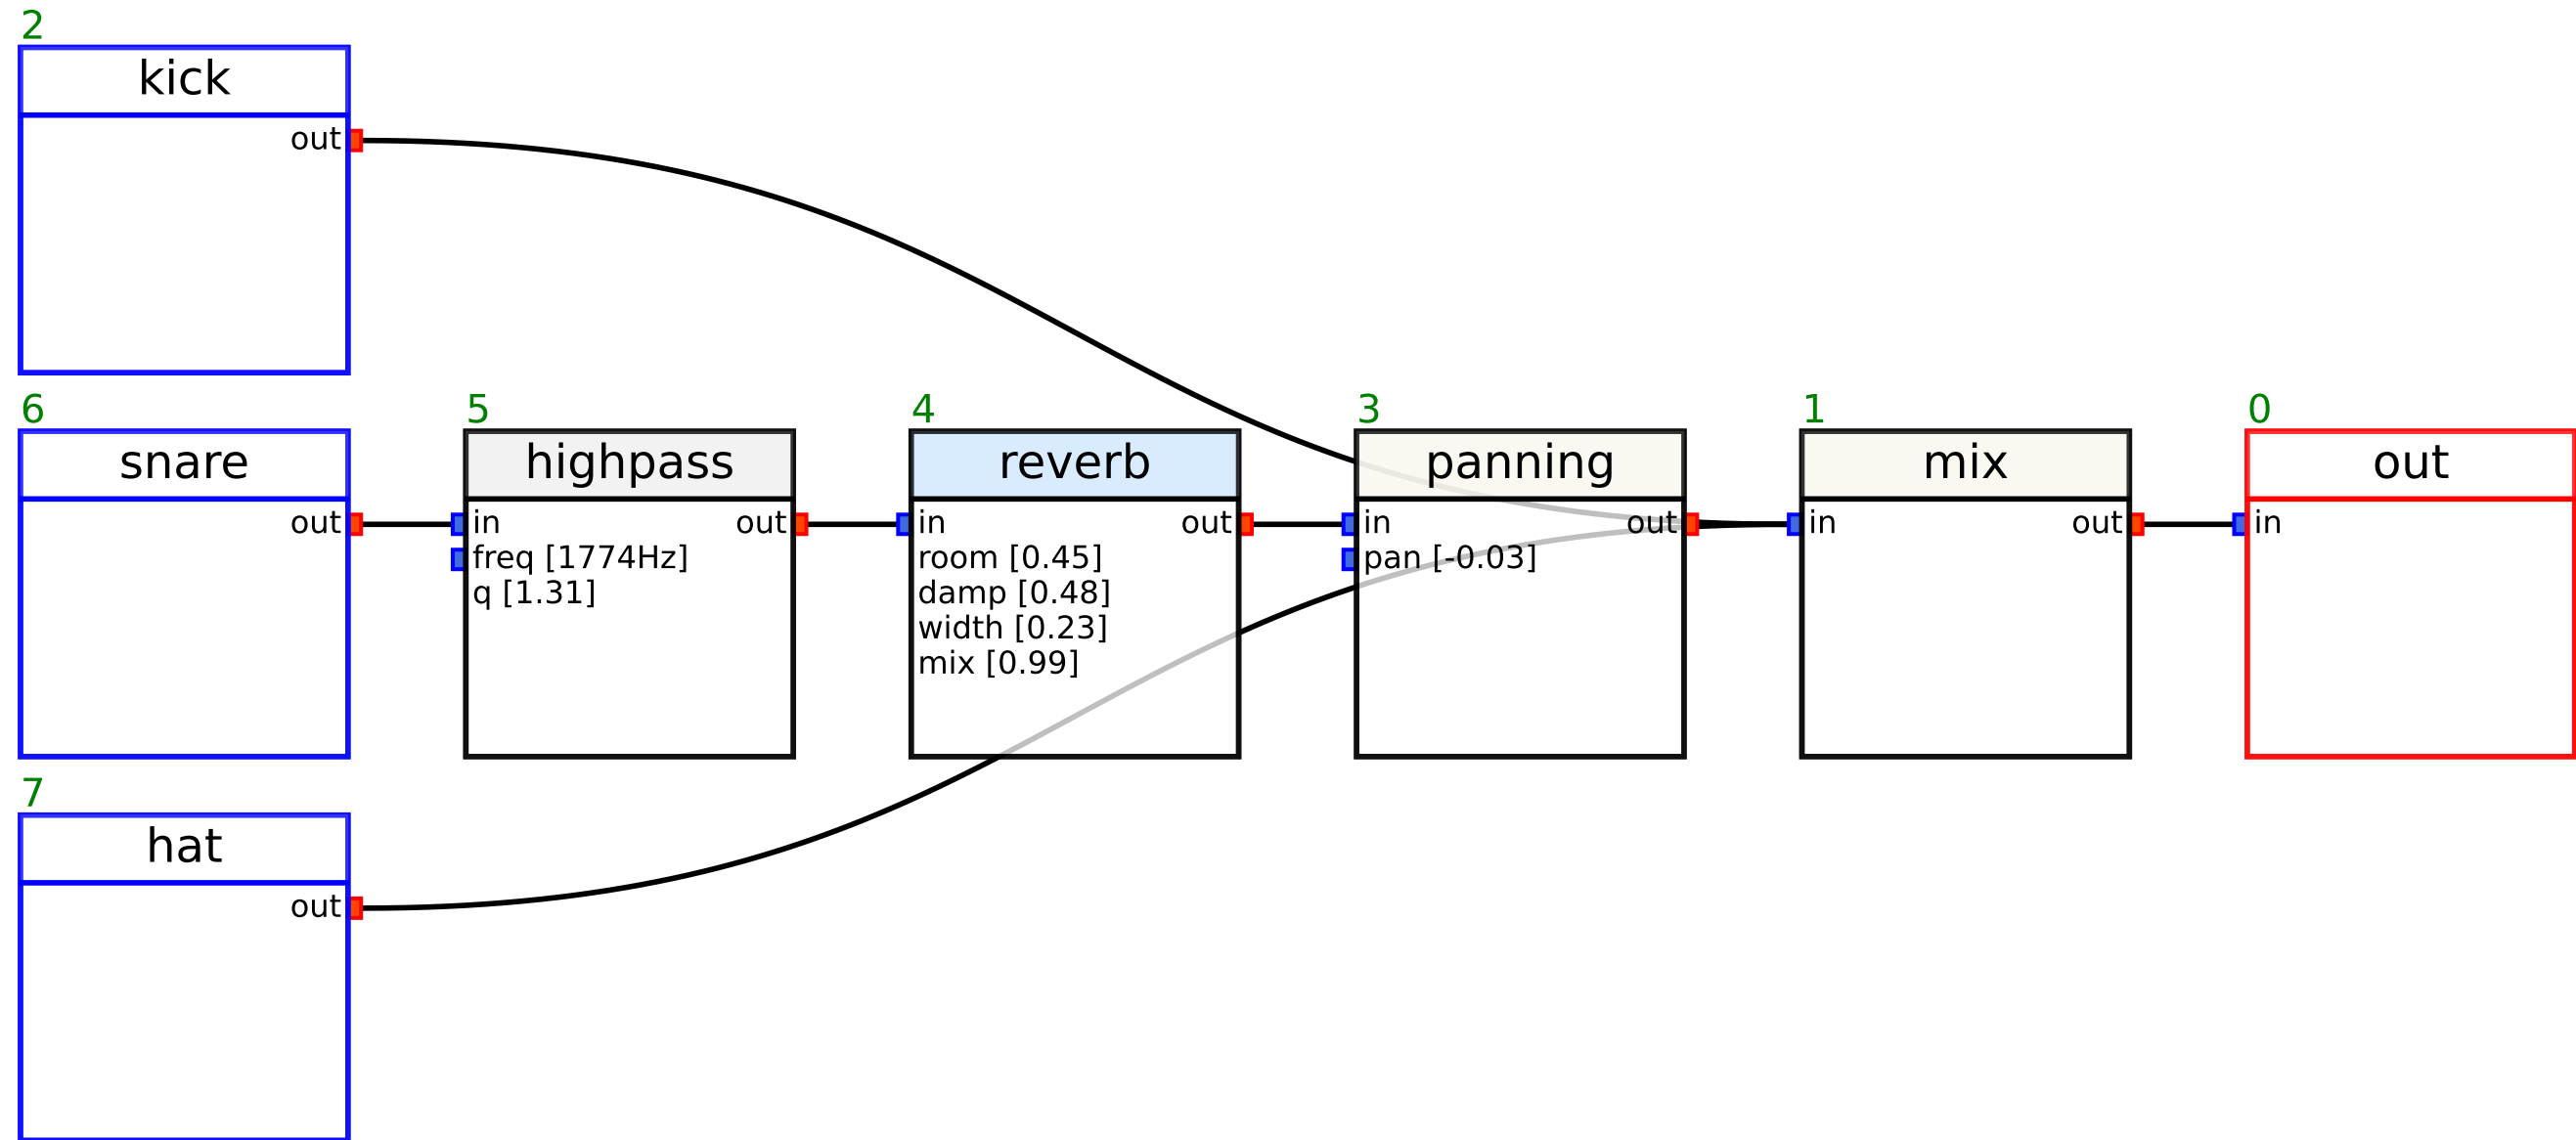 2
kick
out
6
snare
out
5
highpass
in
out
freq [1774Hz]
q [1.31]
4
reverb
in
out
room [0.45]
damp [0.48]
width [0.23]
mix [0.99]
3
panning
in
out
pan [-0.03]
1
mix
in
out
0
out
in
7
hat
out